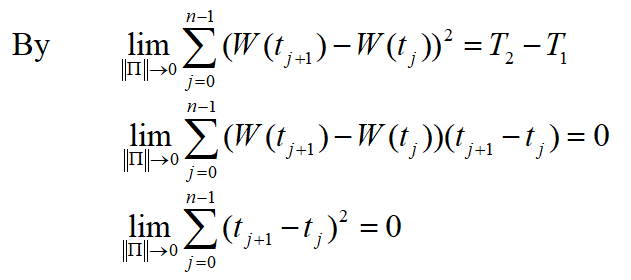 By lim_{‖Π‖→0} ∑_{j=0}^{n−1} (W(t_{j+1}) − W(t_j))² = T₂ − T₁
lim_{‖Π‖→0} ∑_{j=0}^{n−1} (W(t_{j+1}) − W(t_j))(t_{j+1} − t_j) = 0
lim_{‖Π‖→0} ∑_{j=0}^{n−1} (t_{j+1} − t_j)² = 0